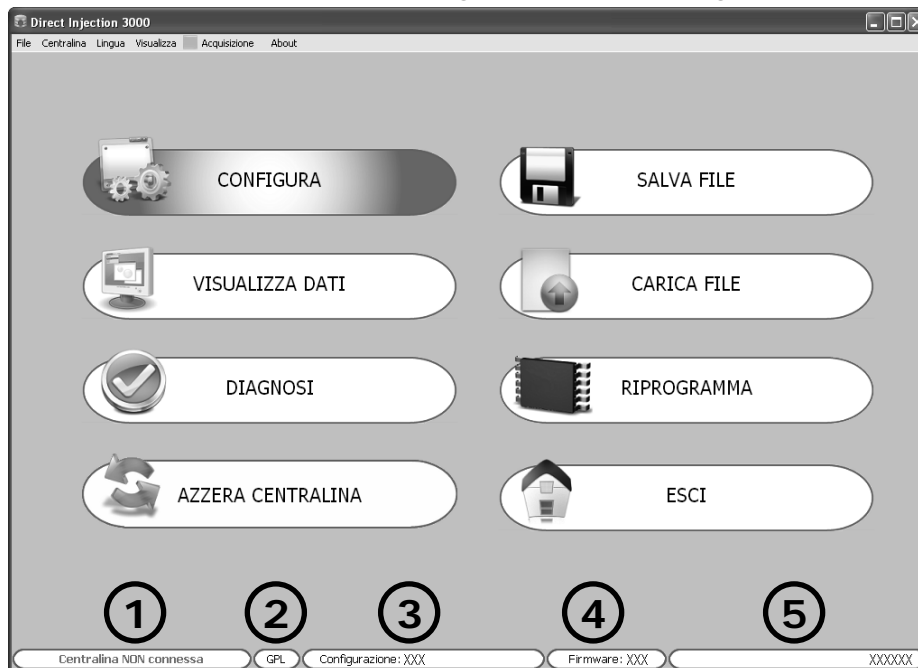 Direct Injection 3000
File Centralina Lingua Visualizza Acquisizione About
CONFIGURA
SALVA FILE
VISUALIZZA DATI
CARICA FILE
DIAGNOSI
RIPROGRAMMA
AZZERA CENTRALINA
ESCI
1 2 3 4 5
Centralina NON connessa GPL Configurazione: XXX Firmware: XXX XXXXXX